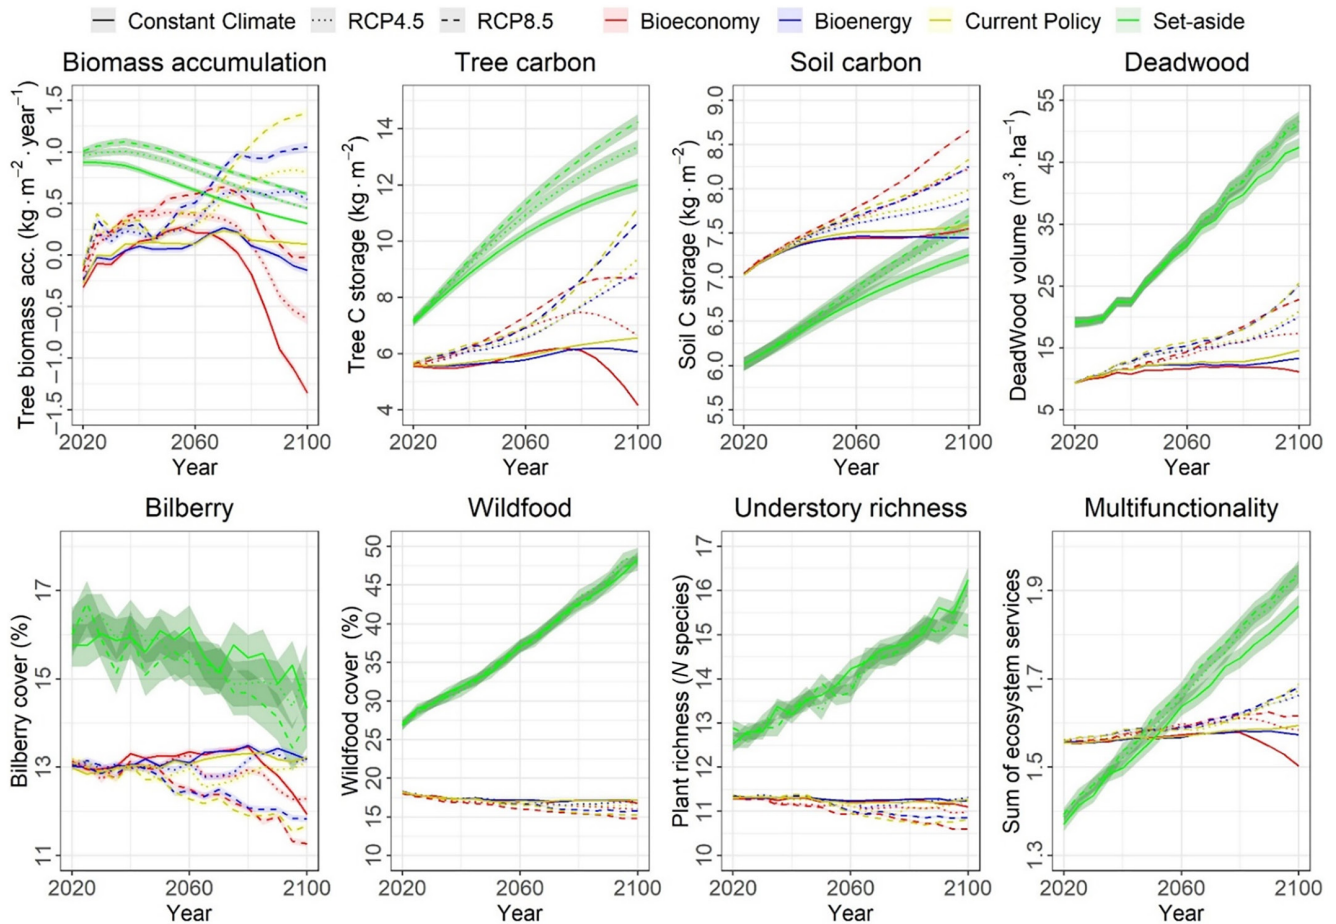 Constant Climate RCP4.5 RCP8.5 Bioeconomy Bioenergy Current Policy Set-aside
Biomass accumulation
Tree biomass acc. (kg·m⁻²·year⁻¹)
1.5
1.0
0.5
0.0
−0.5
−1.0
−1.5
2020 2060 2100
Year
Tree carbon
Tree C storage (kg·m⁻²)
14
12
10
8
6
4
2020 2060 2100
Year
Soil carbon
Soil C storage (kg·m⁻²)
9.0
8.5
8.0
7.5
7.0
6.5
6.0
5.5
2020 2060 2100
Year
Deadwood
DeadWood volume (m³·ha⁻¹)
55
45
35
25
15
5
2020 2060 2100
Year
Bilberry
Bilberry cover (%)
17
15
13
11
2020 2060 2100
Year
Wildfood
Wildfood cover (%)
50
45
40
35
30
25
20
15
10
2020 2060 2100
Year
Understory richness
Plant richness (N species)
17
16
15
14
13
12
11
10
2020 2060 2100
Year
Multifunctionality
Sum of ecosystem services
1.9
1.7
1.5
1.3
2020 2060 2100
Year